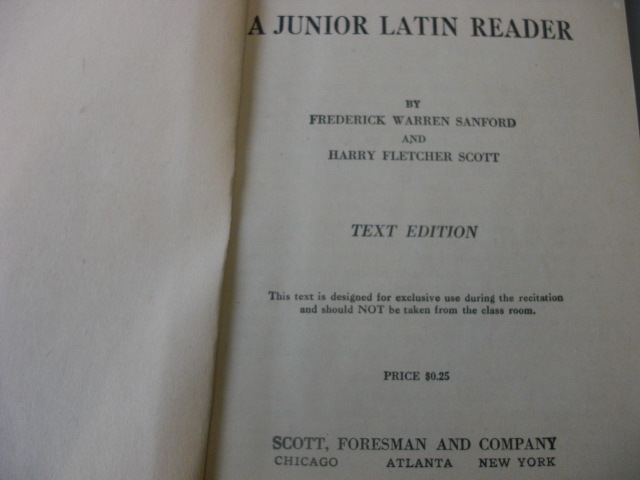 A JUNIOR LATIN READER
BY
FREDERICK WARREN SANFORD
AND
HARRY FLETCHER SCOTT
TEXT EDITION
This text is designed for exclusive use during the recitation
and should NOT be taken from the class room.
PRICE $0.25
SCOTT, FORESMAN AND COMPANY
CHICAGO ATLANTA NEW YORK